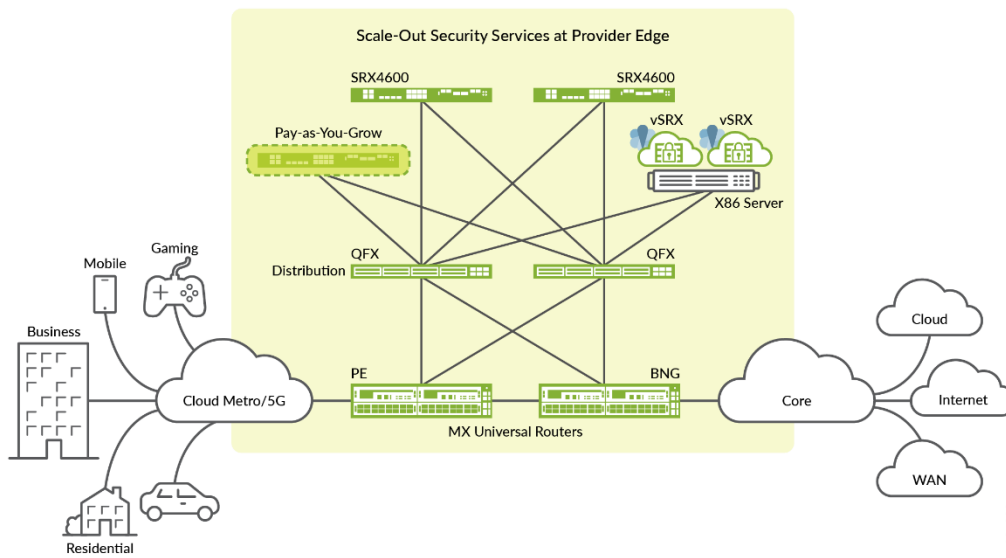 Scale-Out Security Services at Provider Edge
SRX4600
SRX4600
Pay-as-You-Grow
vSRX
vSRX
X86 Server
QFX
QFX
Distribution
Gaming
Mobile
Business
Cloud Metro/5G
PE
BNG
MX Universal Routers
Core
Cloud
Internet
WAN
Residential